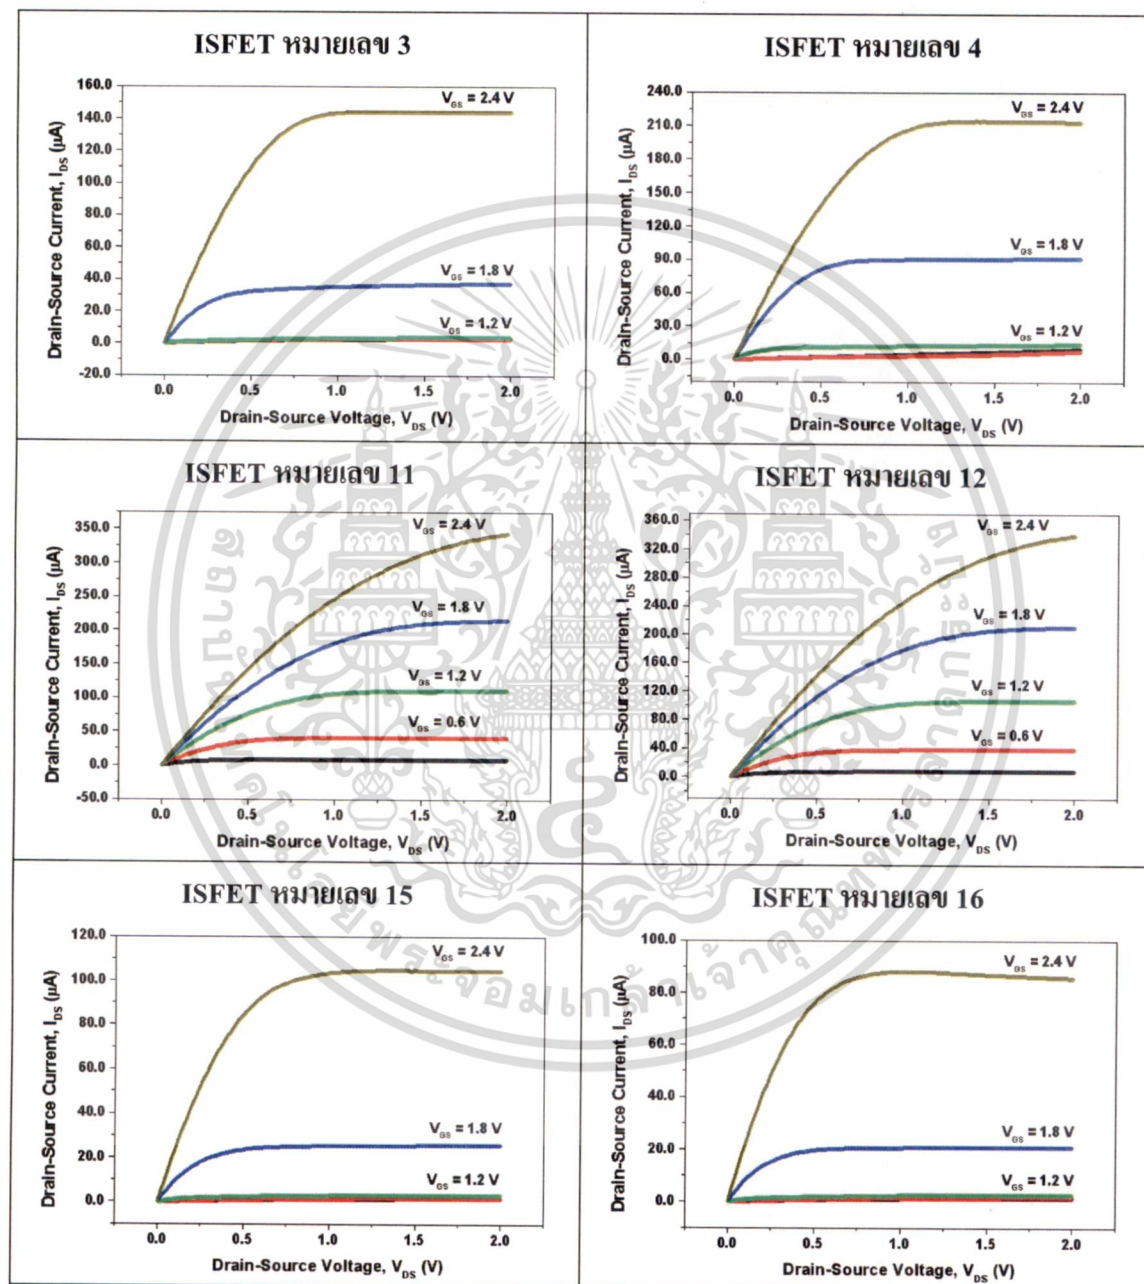 ISFET หมายเลข 3
160.0
140.0
120.0
100.0
80.0
60.0
40.0
20.0
0.0
-20.0
Drain-Source Current, I_DS (µA)
V_GS = 2.4 V
V_GS = 1.8 V
V_DS = 1.2 V
0.0 0.5 1.0 1.5 2.0
Drain-Source Voltage, V_DS (V)
ISFET หมายเลข 4
240.0
210.0
180.0
150.0
120.0
90.0
60.0
30.0
0.0
Drain-Source Current, I_DS (µA)
V_GS = 2.4 V
V_GS = 1.8 V
V_GS = 1.2 V
0.0 0.5 1.0 1.5 2.0
Drain-Source Voltage, V_DS (V)
ISFET หมายเลข 11
350.0
300.0
250.0
200.0
150.0
100.0
50.0
0.0
-50.0
Drain-Source Current, I_DS (µA)
V_GS = 2.4 V
V_GS = 1.8 V
V_GS = 1.2 V
V_GS = 0.6 V
0.0 0.5 1.0 1.5 2.0
Drain-Source Voltage, V_DS (V)
ISFET หมายเลข 12
360.0
320.0
280.0
240.0
200.0
160.0
120.0
80.0
40.0
0.0
Drain-Source Current, I_DS (µA)
V_GS = 2.4 V
V_GS = 1.8 V
V_GS = 1.2 V
V_GS = 0.6 V
0.0 0.5 1.0 1.5 2.0
Drain-Source Voltage, V_DS (V)
ISFET หมายเลข 15
120.0
100.0
80.0
60.0
40.0
20.0
0.0
Drain-Source Current, I_DS (µA)
V_GS = 2.4 V
V_GS = 1.8 V
V_GS = 1.2 V
0.0 0.5 1.0 1.5 2.0
Drain-Source Voltage, V_DS (V)
ISFET หมายเลข 16
100.0
80.0
60.0
40.0
20.0
0.0
Drain-Source Current, I_DS (µA)
V_GS = 2.4 V
V_GS = 1.8 V
V_GS = 1.2 V
0.0 0.5 1.0 1.5 2.0
Drain-Source Voltage, V_DS (V)